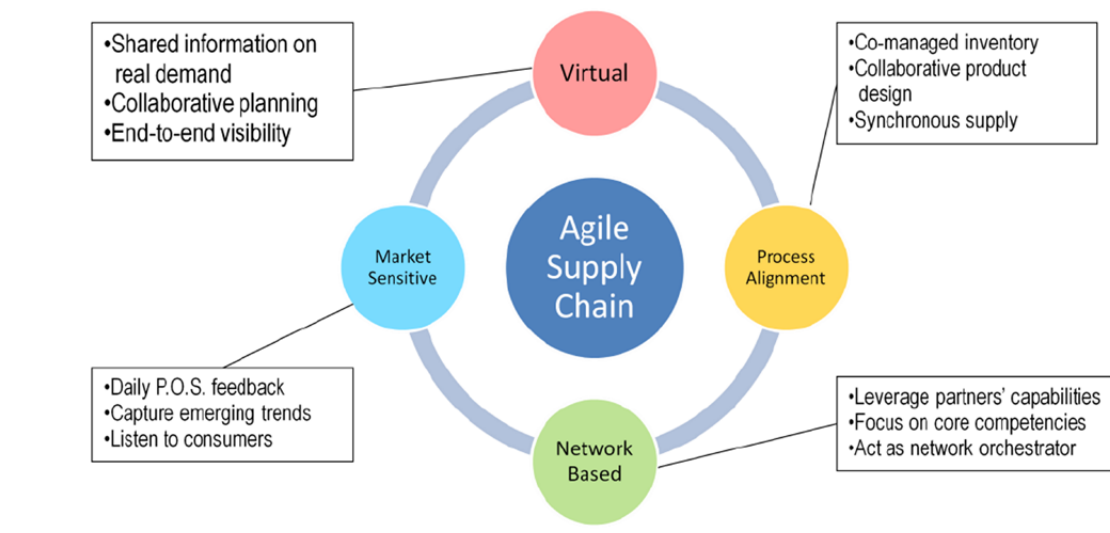 •Shared information on
real demand
•Collaborative planning
•End-to-end visibility
Virtual
•Co-managed inventory
•Collaborative product
design
•Synchronous supply
Market
Sensitive
Agile
Supply
Chain
Process
Alignment
•Daily P.O.S. feedback
•Capture emerging trends
•Listen to consumers
Network
Based
•Leverage partners' capabilities
•Focus on core competencies
•Act as network orchestrator